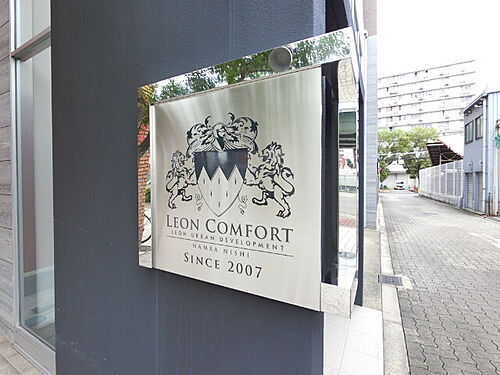 LEON COMFORT
LEON URBAN DEVELOPMENT
NAMBA NISHI
SINCE 2007